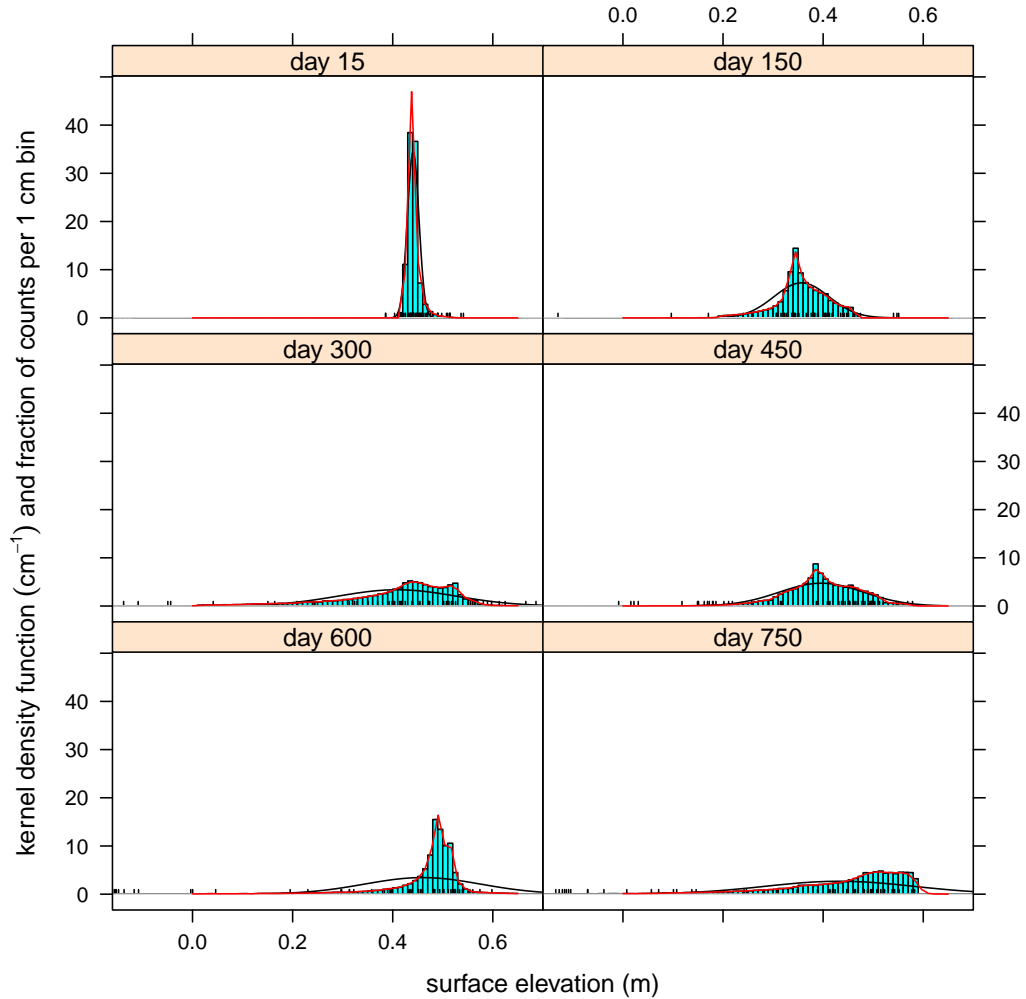 0.0 0.2 0.4 0.6
day 15 day 150
40
30
20
10
0
day 300 day 450
40
30
20
10
0
day 600 day 750
40
30
20
10
0
0.0 0.2 0.4 0.6
surface elevation (m)
kernel density function (cm⁻¹) and fraction of counts per 1 cm bin